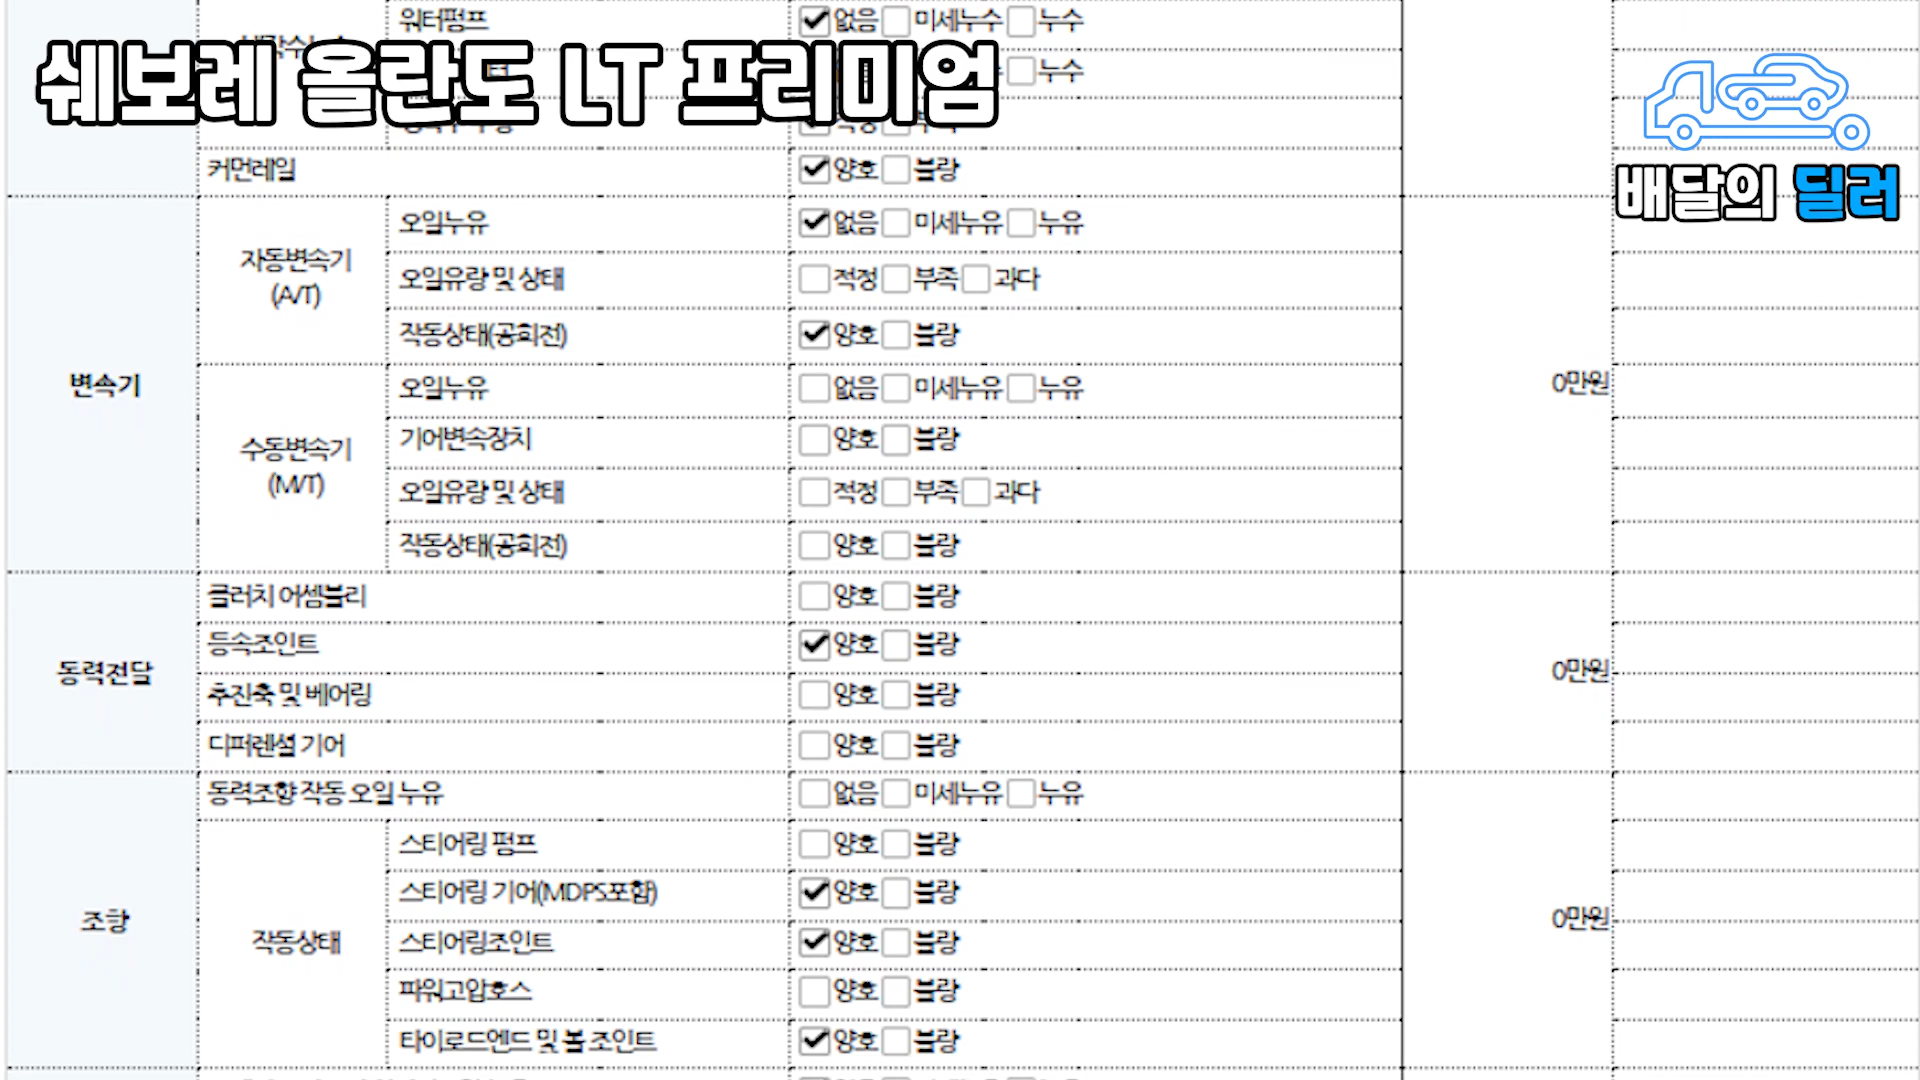 워터펌프 ✔없음 □미세누수 □누수
쉐보레 올란도 LT 프리미엄
□누수
배달의 딜러
커먼레일 ✔양호 □불량
변속기
자동변속기
(A/T)
오일누유 ✔없음 □미세누유 □누유
오일유량 및 상태 □적정 □부족 □과다
작동상태(공회전) ✔양호 □불량
수동변속기
(M/T)
오일누유 □없음 □미세누유 □누유
기어변속장치 □양호 □불량
오일유량 및 상태 □적정 □부족 □과다
작동상태(공회전) □양호 □불량
0만원
동력전달
클러치 어셈블리 □양호 □불량
등속조인트 ✔양호 □불량
추진축 및 베어링 □양호 □불량
디퍼렌셜 기어 □양호 □불량
0만원
조향
동력조향 작동 오일 누유 □없음 □미세누유 □누유
작동상태
스티어링 펌프 □양호 □불량
스티어링 기어(MDPS포함) ✔양호 □불량
스티어링조인트 ✔양호 □불량
파워고압호스 □양호 □불량
타이로드엔드 및 볼 조인트 ✔양호 □불량
0만원